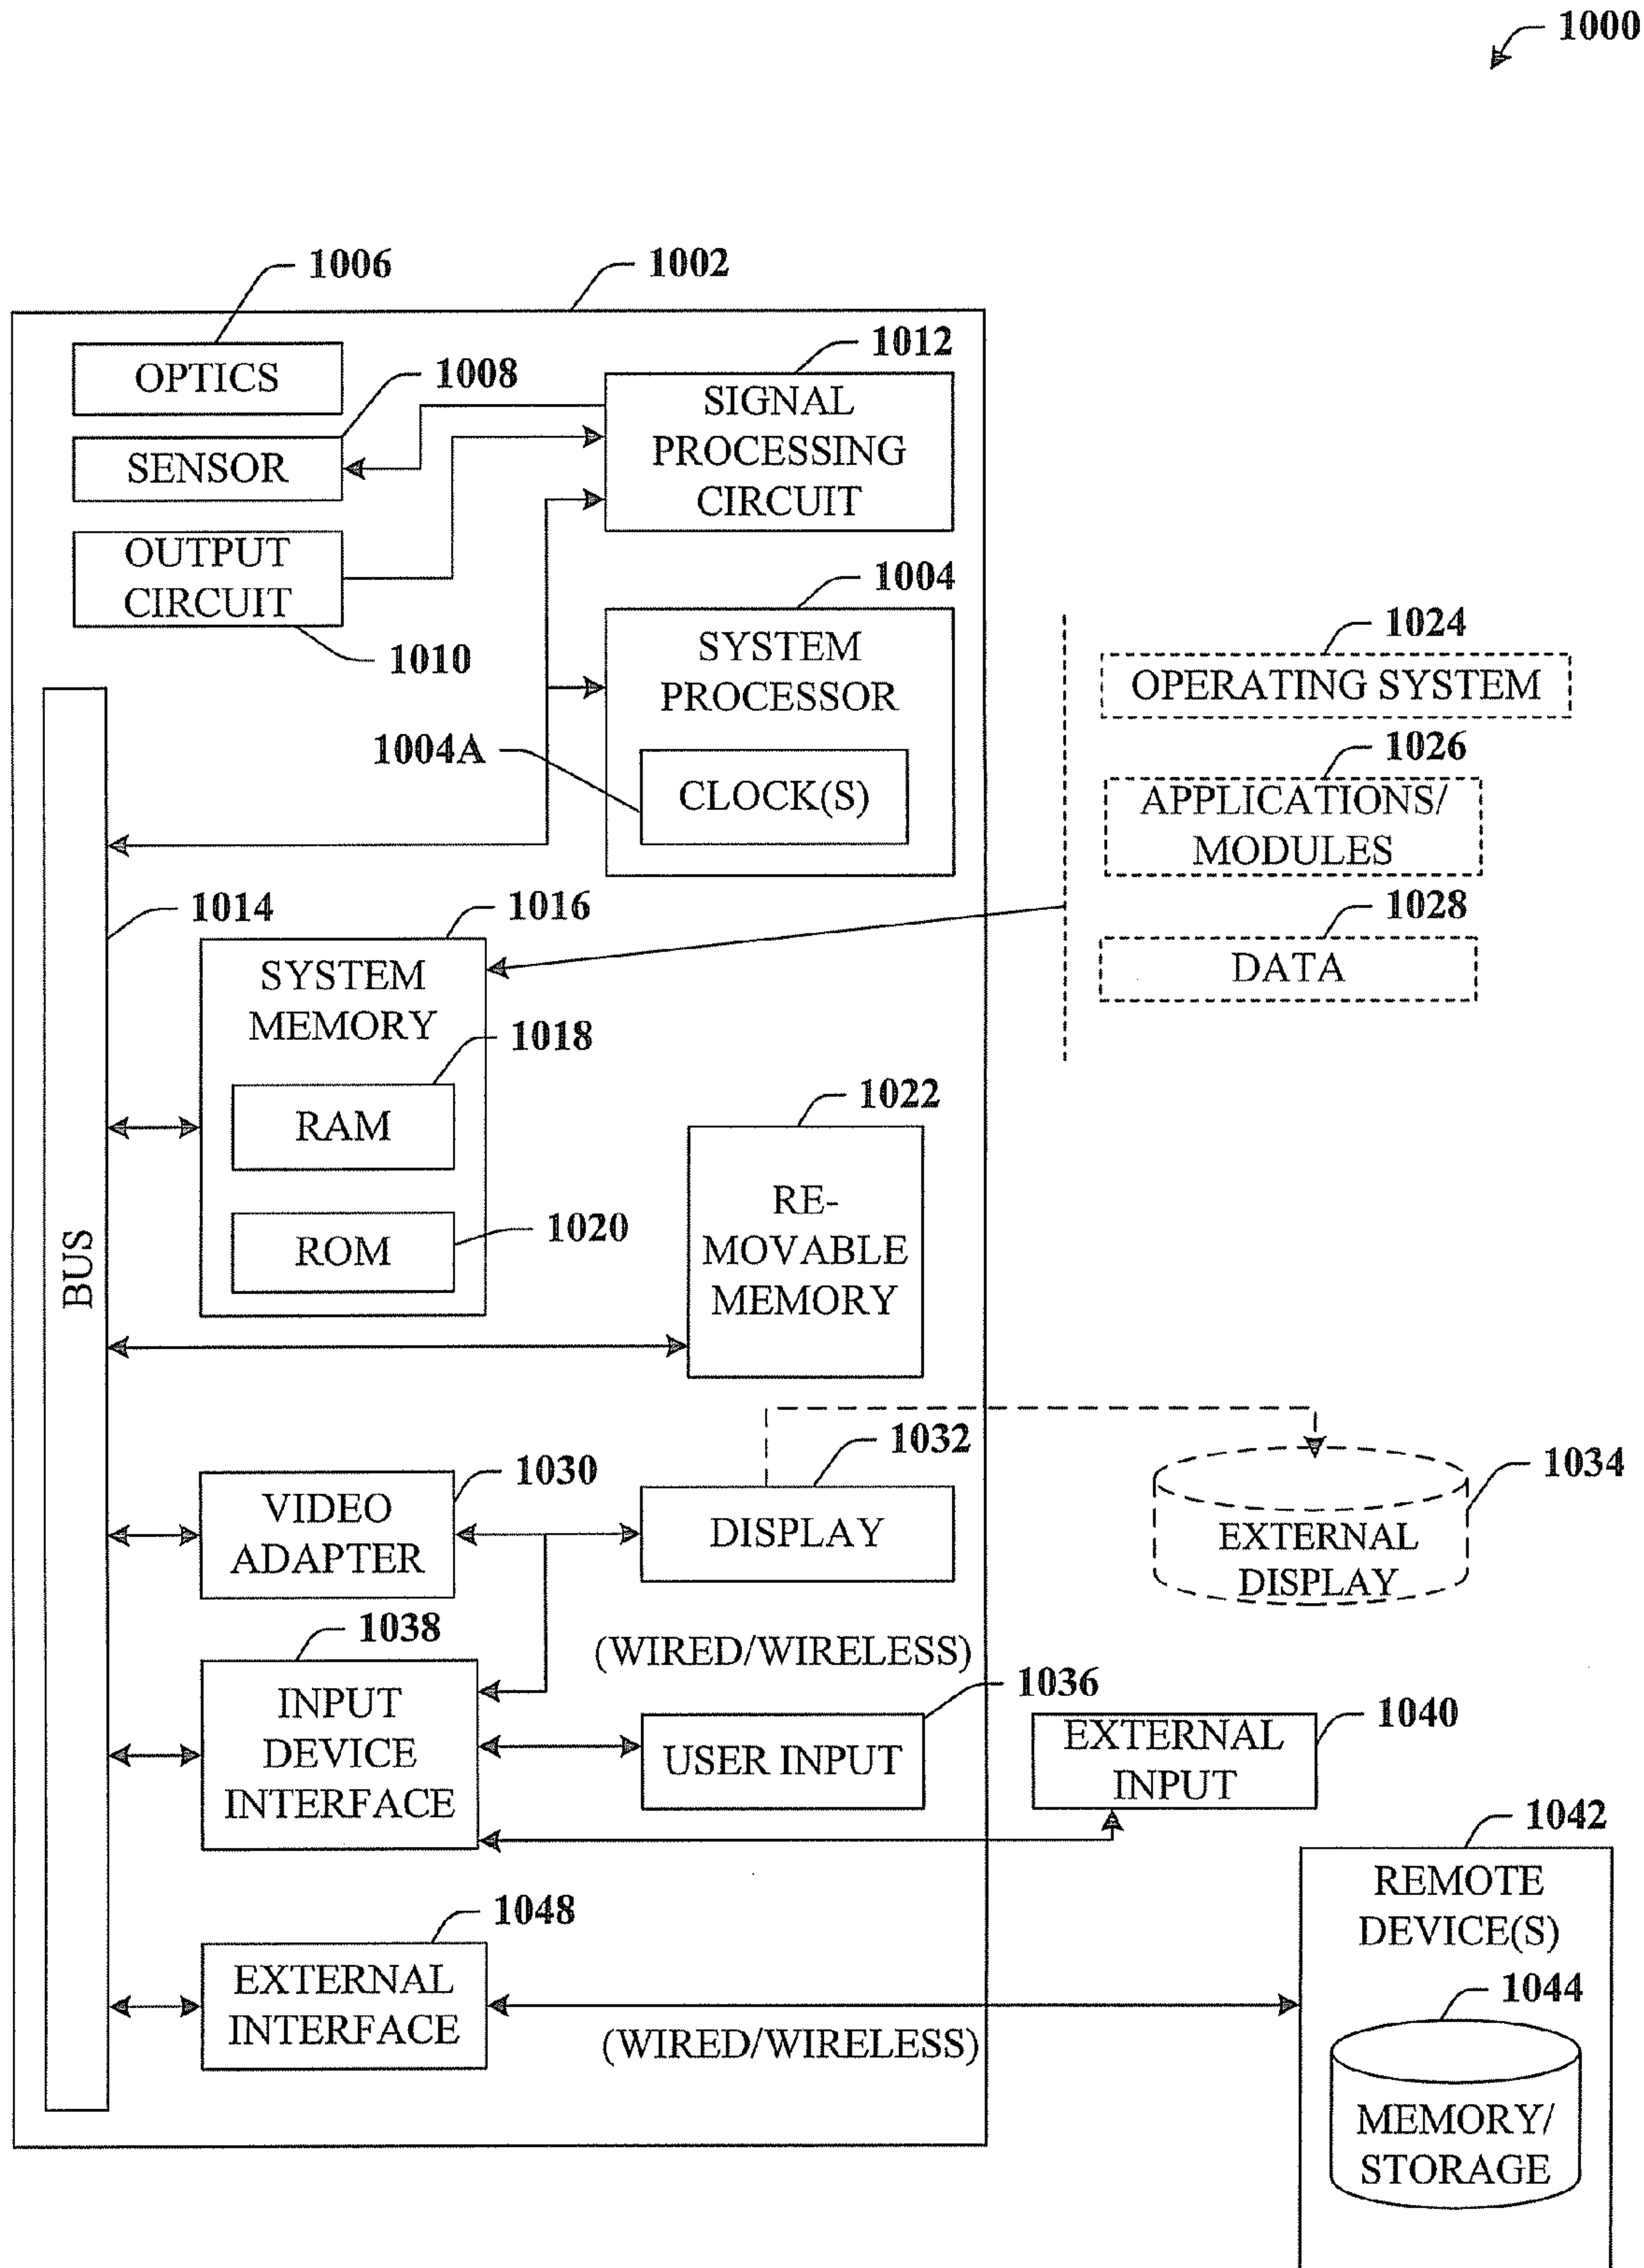 1000
1006
1002
OPTICS
1008
1012
SENSOR
SIGNAL
PROCESSING
CIRCUIT
OUTPUT
CIRCUIT
1010
1004
SYSTEM
PROCESSOR
1004A
CLOCK(S)
1024
OPERATING SYSTEM
1026
APPLICATIONS/
MODULES
1028
DATA
BUS
1014
1016
SYSTEM
MEMORY
1018
RAM
1020
ROM
1022
RE-
MOVABLE
MEMORY
1030
VIDEO
ADAPTER
1032
DISPLAY
1034
EXTERNAL
DISPLAY
1038
INPUT
DEVICE
INTERFACE
(WIRED/WIRELESS)
1036
USER INPUT
1040
EXTERNAL
INPUT
1042
REMOTE
DEVICE(S)
1048
EXTERNAL
INTERFACE
(WIRED/WIRELESS)
1044
MEMORY/
STORAGE